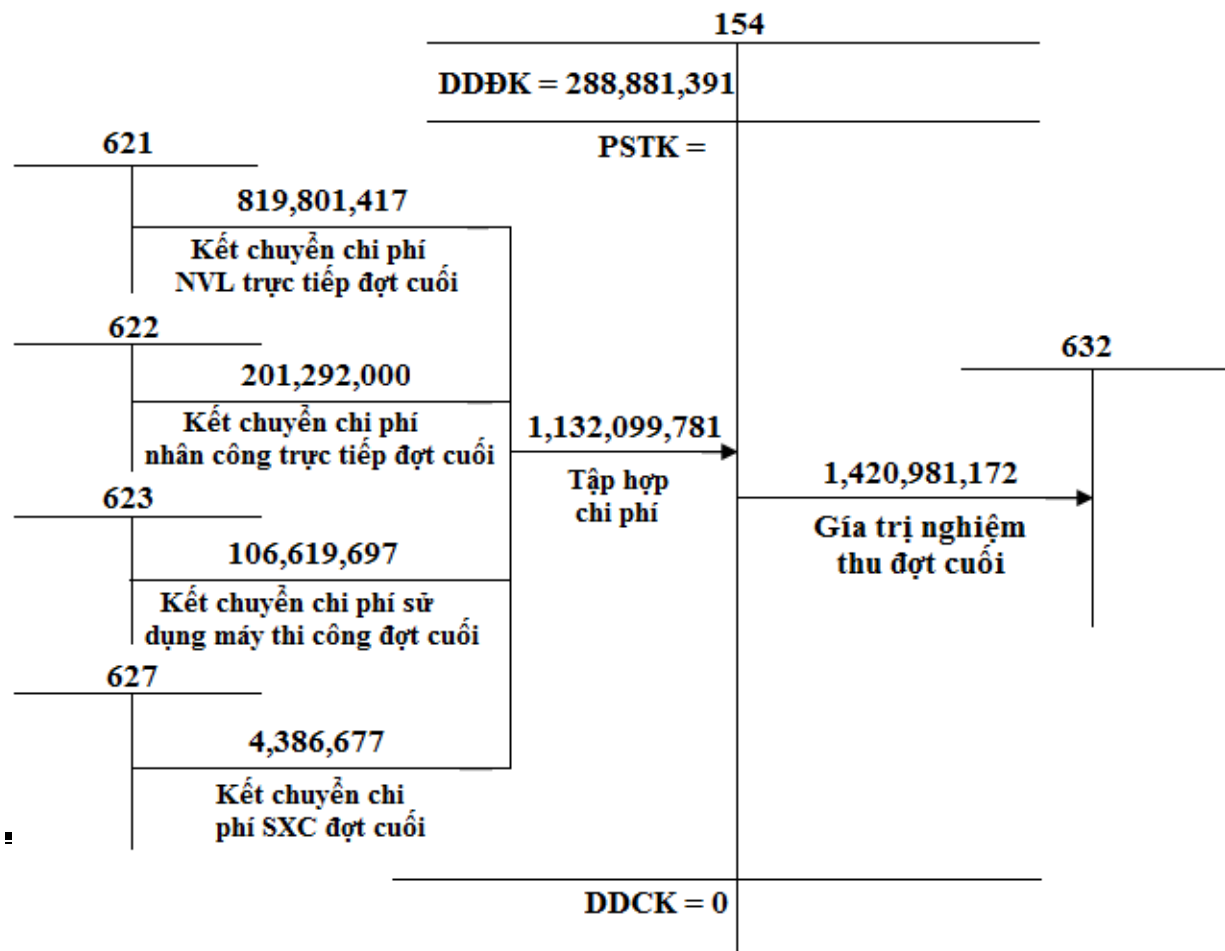 154
DDĐK = 288,881,391
PSTK =
621
819,801,417
Kết chuyển chi phí
NVL trực tiếp đợt cuối
622
201,292,000
Kết chuyển chi phí
nhân công trực tiếp đợt cuối
623
106,619,697
Kết chuyển chi phí sử
dụng máy thi công đợt cuối
627
4,386,677
Kết chuyển chi
phí SXC đợt cuối
1,132,099,781
Tập hợp
chi phí
632
1,420,981,172
Gía trị nghiệm
thu đợt cuối
DDCK = 0